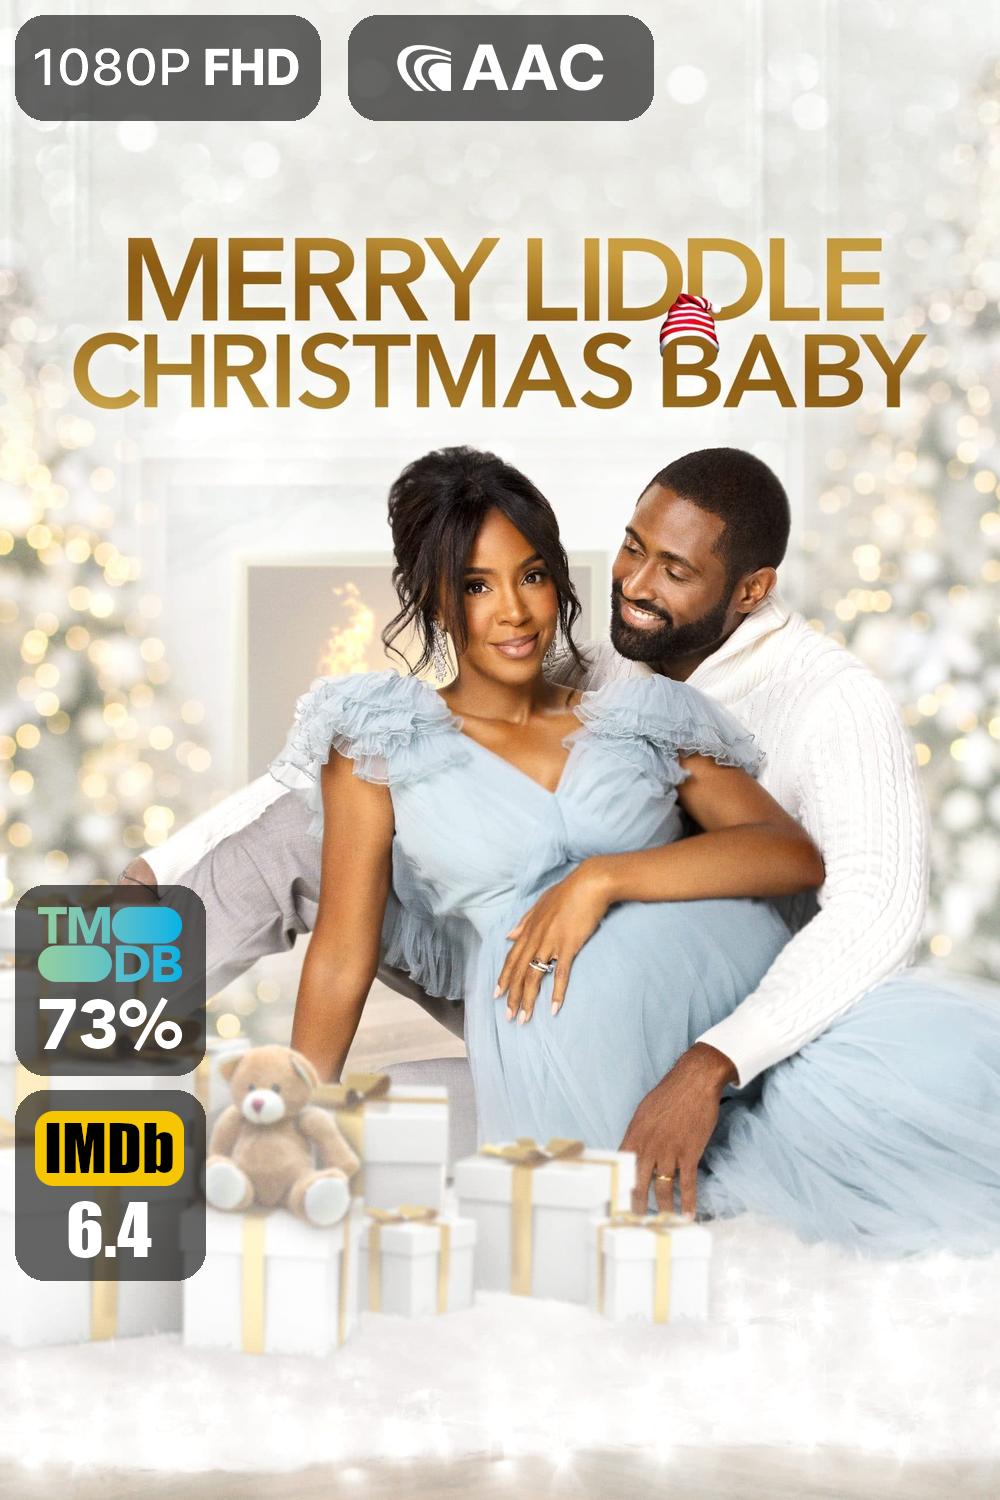 1080P FHD
AAC
MERRY LIDDLE
CHRISTMAS BABY
TM
DB
73%
IMDb
6.4